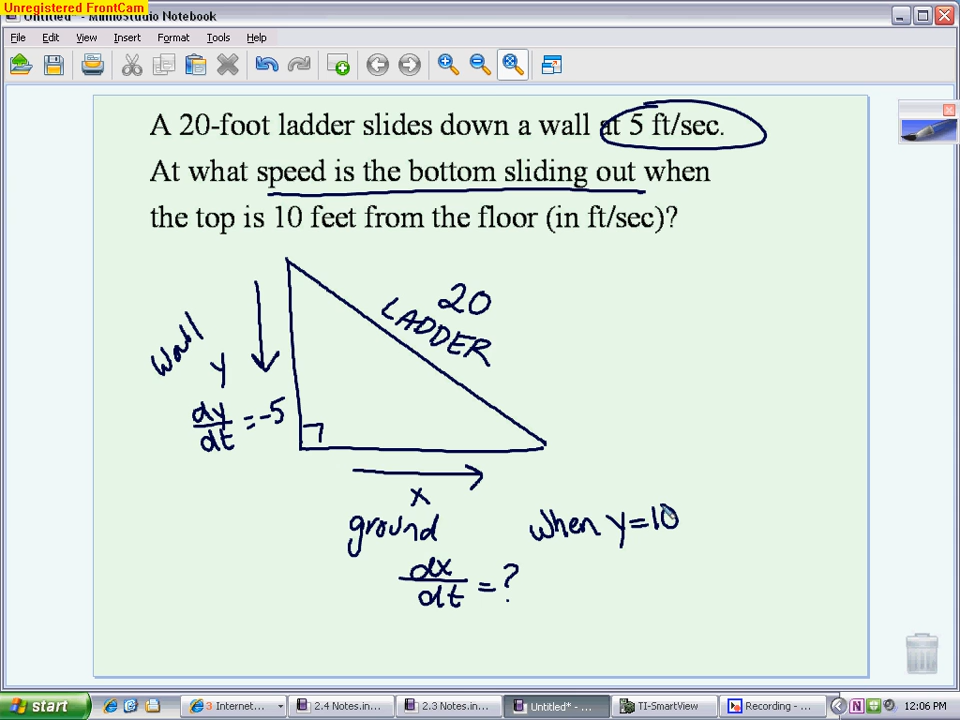 Unregistered FrontCam
Untitled* - MimioStudio Notebook
File Edit View Insert Format Tools Help
A 20-foot ladder slides down a wall at 5 ft/sec.
At what speed is the bottom sliding out when
the top is 10 feet from the floor (in ft/sec)?
20
LADDER
wall
y
dy/dt = -5
x
ground
when y=10
dx/dt = ?
start
3 Internet...
2.4 Notes.in...
2.3 Notes.in...
Untitled* - ...
TI-SmartView
Recording - ...
12:06 PM